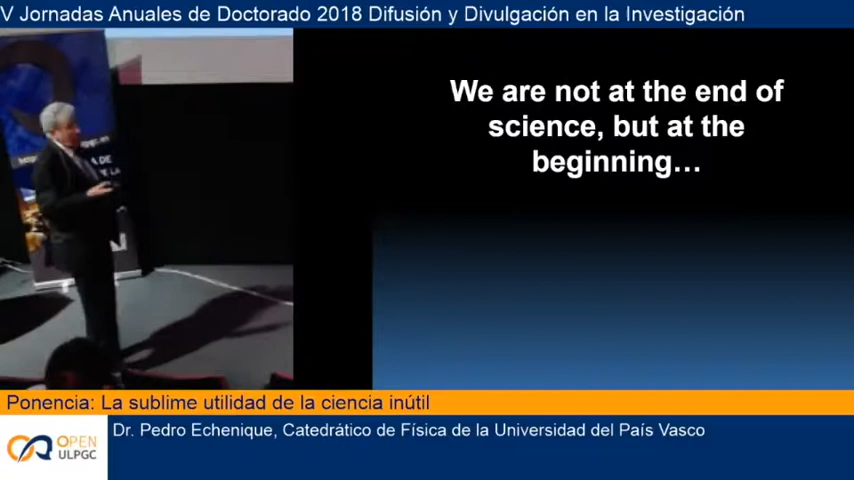 V Jornadas Anuales de Doctorado 2018 Difusión y Divulgación en la Investigación
We are not at the end of
science, but at the
beginning…
Ponencia: La sublime utilidad de la ciencia inútil
Dr. Pedro Echenique, Catedrático de Física de la Universidad del País Vasco
OPEN
ULPGC